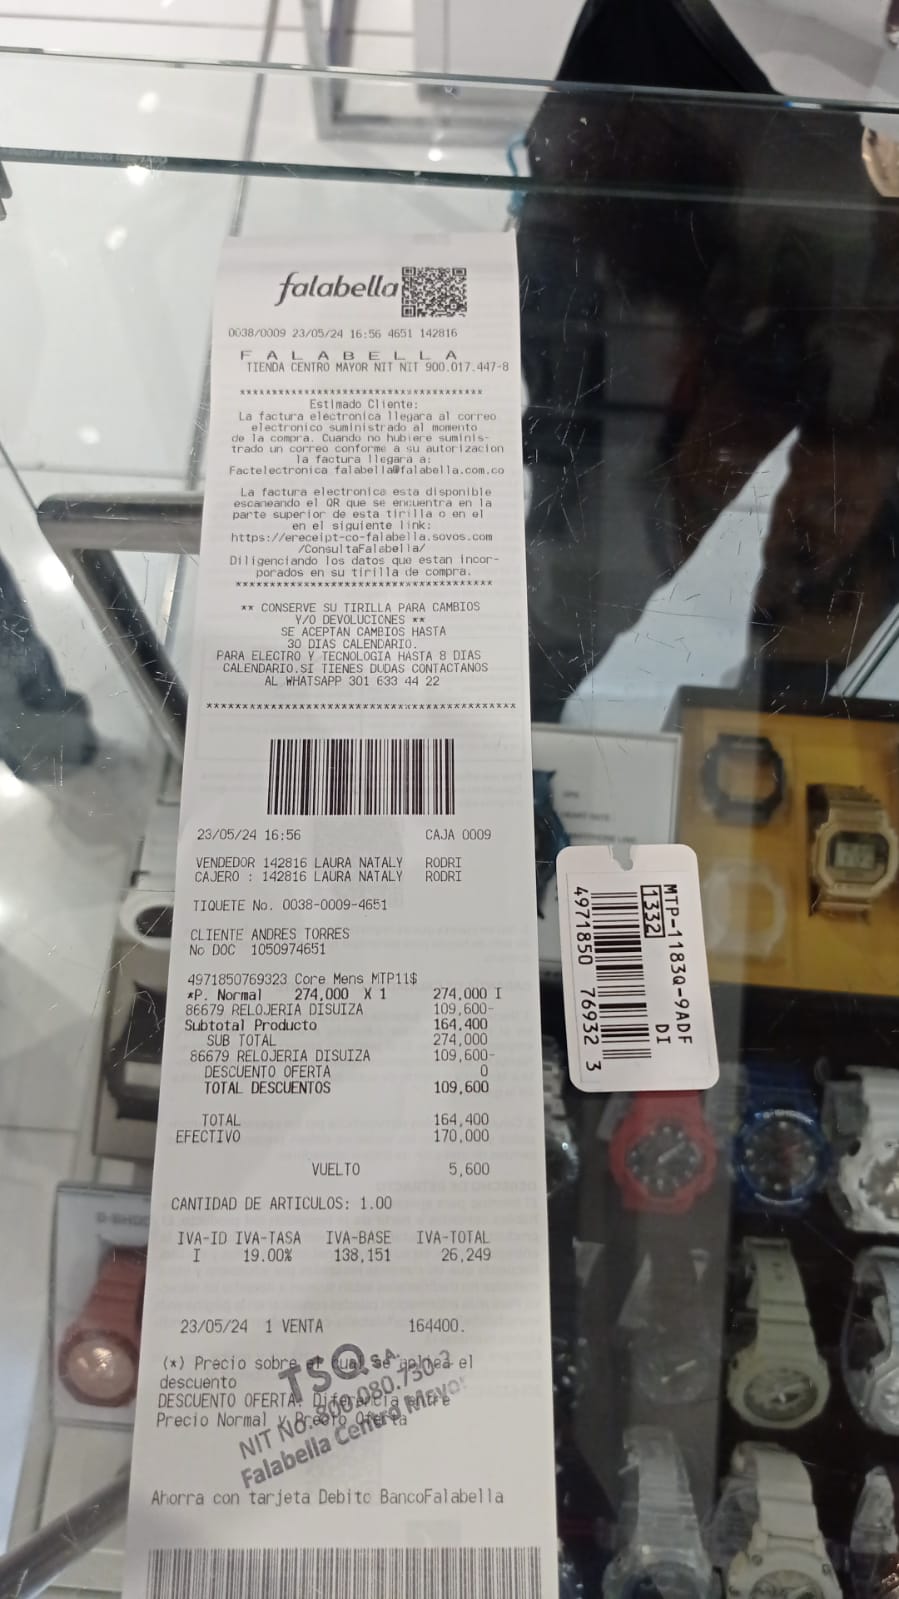 falabella
0038/0009 23/05/24 16:56 4651 142816
F A L A B E L L A
TIENDA CENTRO MAYOR NIT NIT 900.017.447-8
******************************************
Estimado Cliente:
La factura electronica llegara al correo
electronico suministrado al momento
de la compra. Cuando no hubiere suminis-
trado un correo conforme a su autorizacion
la factura llegara a:
Factelectronica falabella@falabella.com.co
La factura electronica esta disponible
escaneando el QR que se encuentra en la
parte superior de esta tirilla o en el
en el siguiente link:
https://ereceipt-co-falabella.sovos.com
/ConsultaFalabella/
Diligenciando los datos que estan incor-
porados en su tirilla de compra.
******************************************
** CONSERVE SU TIRILLA PARA CAMBIOS
Y/O DEVOLUCIONES **
SE ACEPTAN CAMBIOS HASTA
30 DIAS CALENDARIO.
PARA ELECTRO Y TECNOLOGIA HASTA 8 DIAS
CALENDARIO.SI TIENES DUDAS CONTACTANOS
AL WHATSAPP 301 633 44 22
******************************************
23/05/24 16:56 CAJA 0009
VENDEDOR 142816 LAURA NATALY RODRI
CAJERO : 142816 LAURA NATALY RODRI
TIQUETE No. 0038-0009-4651
CLIENTE ANDRES TORRES
No DOC 1050974651
4971850769323 Core Mens MTP11$
*P. Normal 274,000 X 1 274,000 I
86679 RELOJERIA DISUIZA 109,600-
Subtotal Producto 164,400
SUB TOTAL 274,000
86679 RELOJERIA DISUIZA 109,600-
DESCUENTO OFERTA 0
TOTAL DESCUENTOS 109,600
TOTAL 164,400
EFECTIVO 170,000
VUELTO 5,600
CANTIDAD DE ARTICULOS: 1.00
IVA-ID IVA-TASA IVA-BASE IVA-TOTAL
I 19.00% 138,151 26,249
23/05/24 1 VENTA 164400.
(*) Precio sobre el cual se aplica el
descuento
DESCUENTO OFERTA: Diferencia entre
Precio Normal y Precio Oferta
TSQ S.A.
NIT No. 800.080.730-2
Falabella Centro Mayor
Ahorra con tarjeta Debito BancoFalabella
MTP-1183Q-9ADF
1332 DI
4971850 76932 3